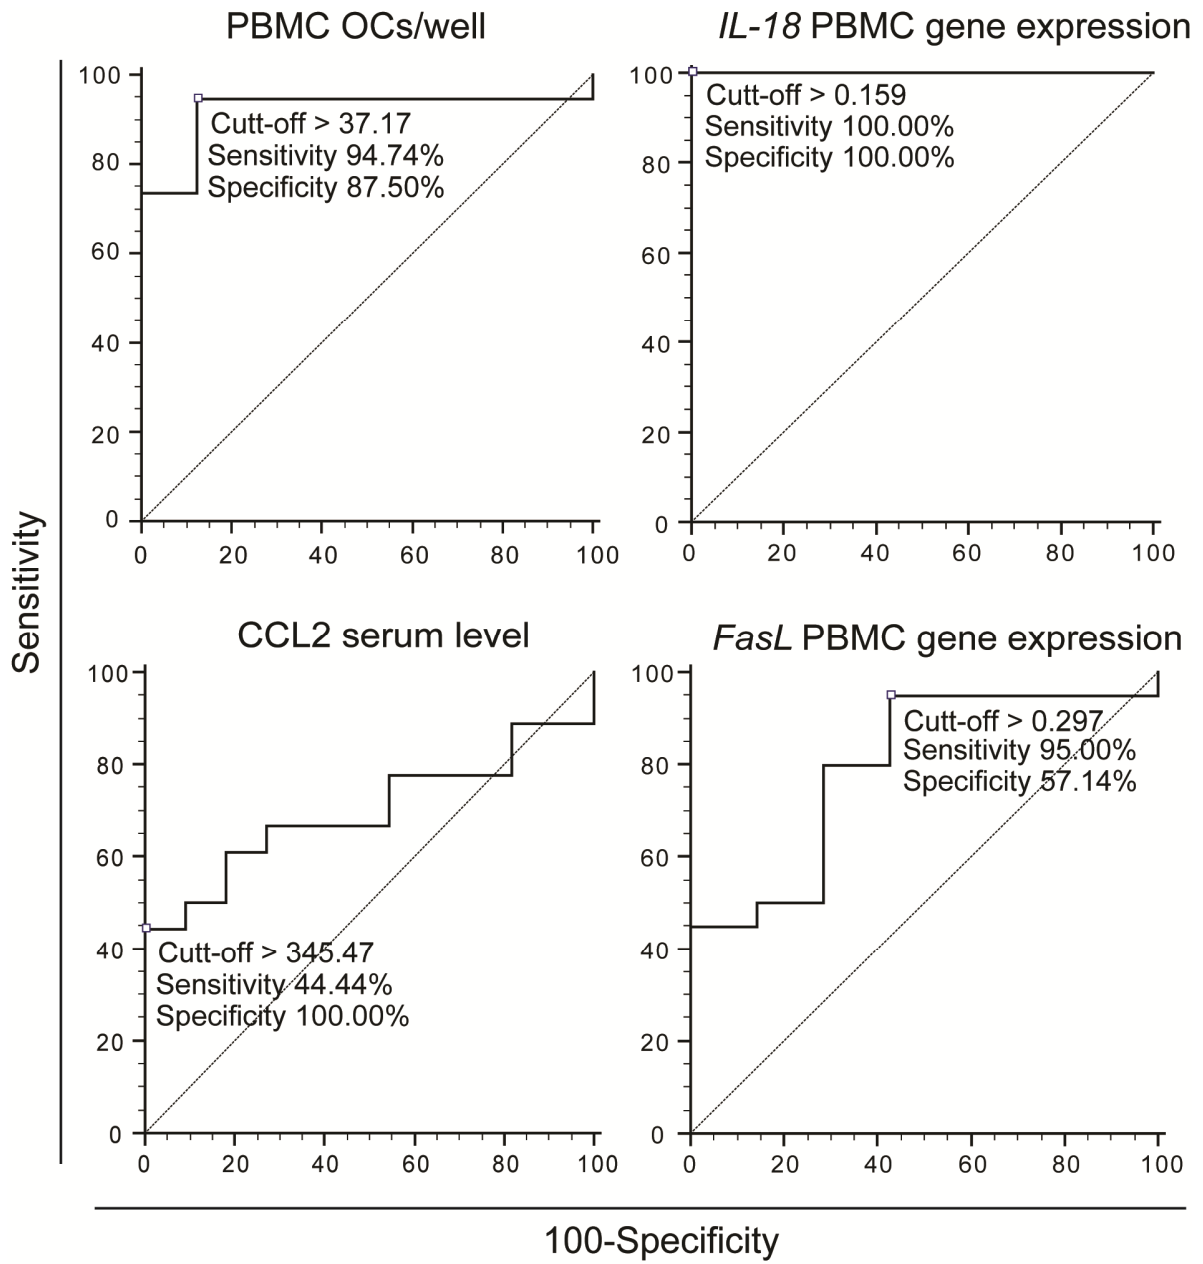 PBMC OCs/well
100
80
60
40
20
0
Cutt-off > 37.17
Sensitivity 94.74%
Specificity 87.50%
0 20 40 60 80 100
IL-18 PBMC gene expression
100
80
60
40
20
0
Cutt-off > 0.159
Sensitivity 100.00%
Specificity 100.00%
0 20 40 60 80 100
Sensitivity
CCL2 serum level
100
80
60
40
20
0
Cutt-off > 345.47
Sensitivity 44.44%
Specificity 100.00%
0 20 40 60 80 100
FasL PBMC gene expression
100
80
60
40
20
0
Cutt-off > 0.297
Sensitivity 95.00%
Specificity 57.14%
0 20 40 60 80 100
100-Specificity